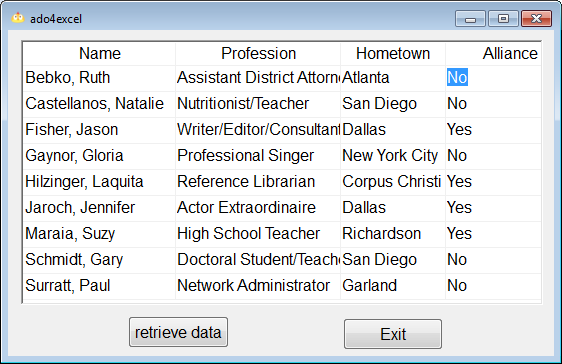 ado4excel
Name Profession Hometown Alliance
Bebko, Ruth Assistant District Attorne Atlanta No
Castellanos, Natalie Nutritionist/Teacher San Diego No
Fisher, Jason Writer/Editor/Consultant Dallas Yes
Gaynor, Gloria Professional Singer New York City No
Hilzinger, Laquita Reference Librarian Corpus Christi Yes
Jaroch, Jennifer Actor Extraordinaire Dallas Yes
Maraia, Suzy High School Teacher Richardson Yes
Schmidt, Gary Doctoral Student/Teache San Diego No
Surratt, Paul Network Administrator Garland No
retrieve data Exit